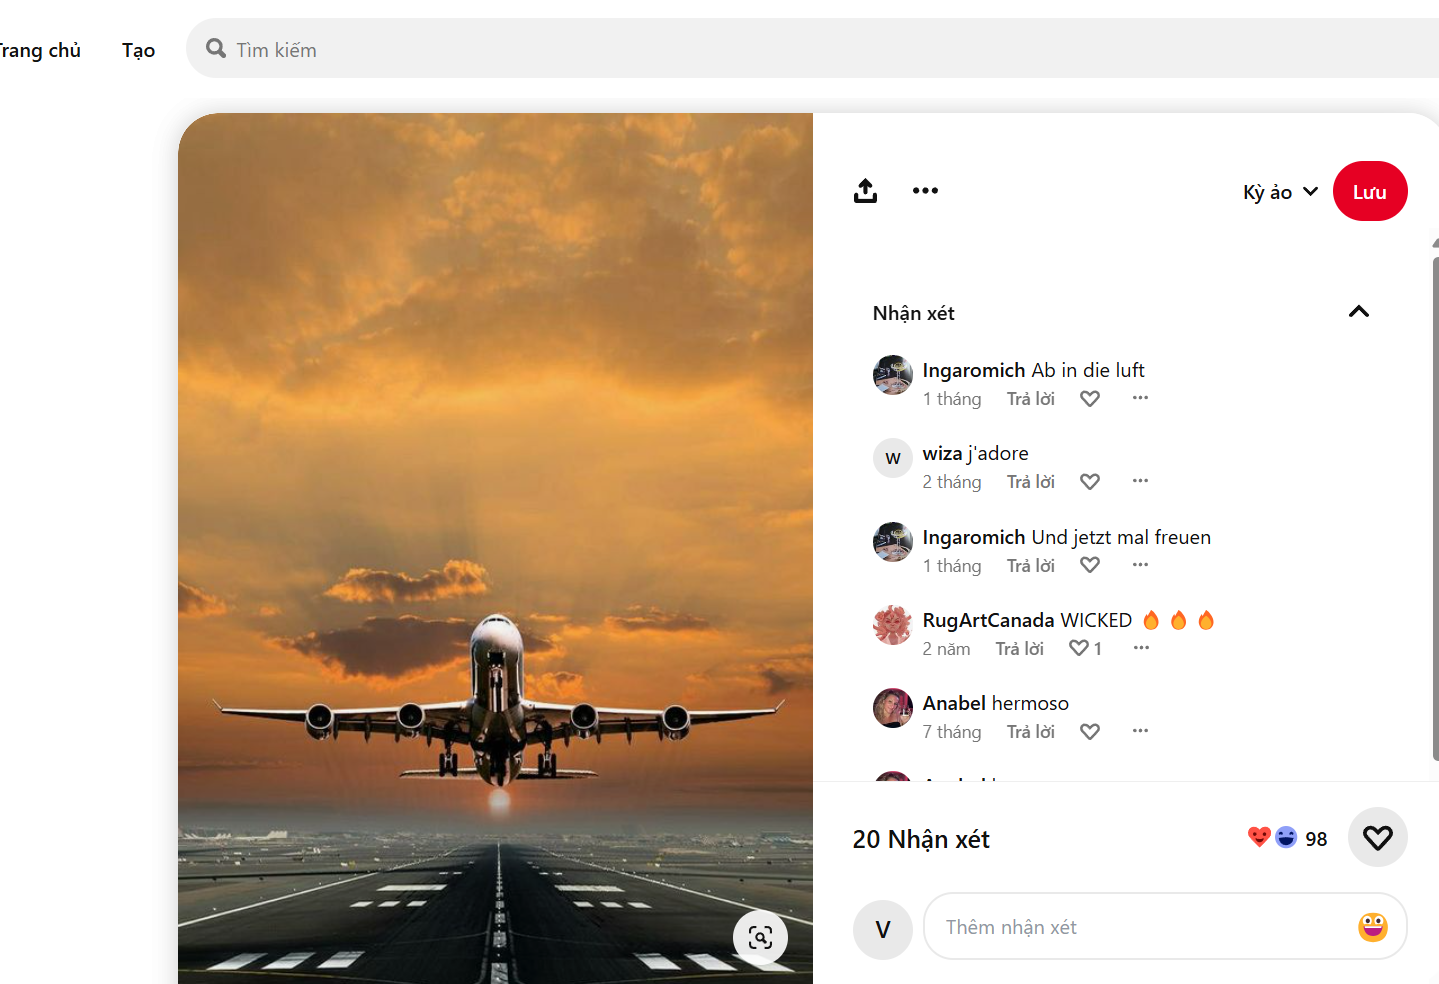 Trang chủ Tạo Tìm kiếm
Kỳ ảo Lưu
Nhận xét
Ingaromich Ab in die luft
1 tháng Trả lời
W
wiza j'adore
2 tháng Trả lời
Ingaromich Und jetzt mal freuen
1 tháng Trả lời
RugArtCanada WICKED 🔥 🔥 🔥
2 năm Trả lời 1
Anabel hermoso
7 tháng Trả lời
20 Nhận xét 98
V Thêm nhận xét